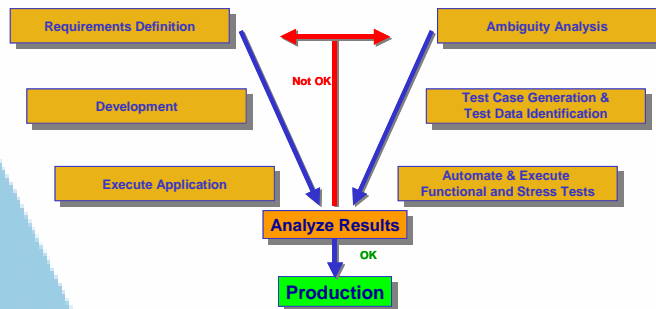 Requirements Definition
Ambiguity Analysis
Not OK
Development
Test Case Generation &
Test Data Identification
Execute Application
Automate & Execute
Functional and Stress Tests
Analyze Results
OK
Production